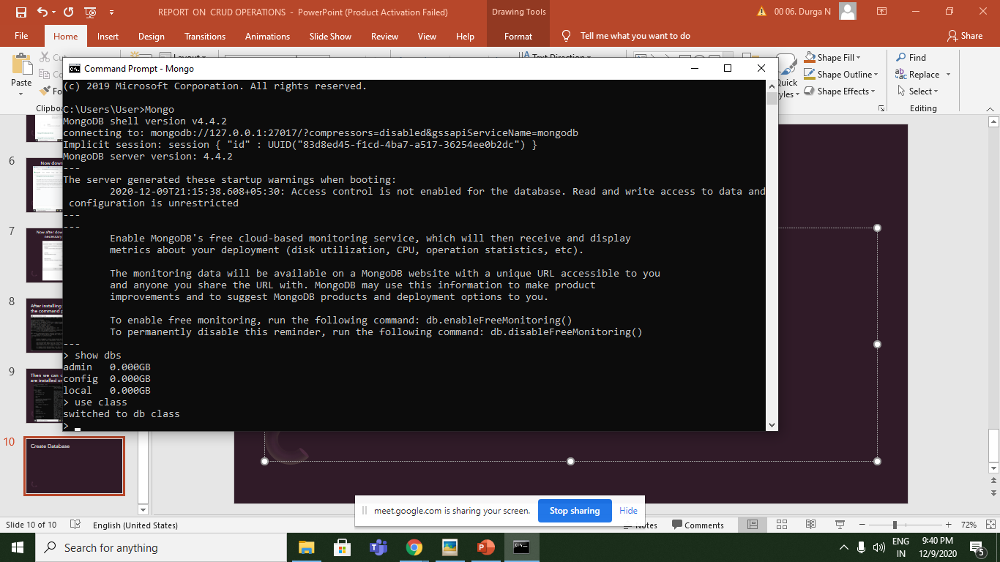 REPORT ON CRUD OPERATIONS - PowerPoint (Product Activation Failed)
Drawing Tools
00 06. Durga N
File
Home
Insert
Design
Transitions
Animations
Slide Show
Review
View
Help
Format
Tell me what you want to do
Share
Cut
Layout
Text Direction
Paste
Shape Fill
Shape Outline
Shape Effects
Find
Replace
Select
Editing
Command Prompt - Mongo
(c) 2019 Microsoft Corporation. All rights reserved.
C:\Users\User>Mongo
MongoDB shell version v4.4.2
connecting to: mongodb://127.0.0.1:27017/?compressors=disabled&gssapiServiceName=mongodb
Implicit session: session { "id" : UUID("83d8ed45-f1cd-4ba7-a517-36254ee0b2dc") }
MongoDB server version: 4.4.2
---
The server generated these startup warnings when booting:
2020-12-09T21:15:38.608+05:30: Access control is not enabled for the database. Read and write access to data and
configuration is unrestricted
---
---
Enable MongoDB's free cloud-based monitoring service, which will then receive and display
metrics about your deployment (disk utilization, CPU, operation statistics, etc).
The monitoring data will be available on a MongoDB website with a unique URL accessible to you
and anyone you share the URL with. MongoDB may use this information to make product
improvements and to suggest MongoDB products and deployment options to you.
To enable free monitoring, run the following command: db.enableFreeMonitoring()
To permanently disable this reminder, run the following command: db.disableFreeMonitoring()
---
> show dbs
admin 0.000GB
config 0.000GB
local 0.000GB
> use class
switched to db class
>
6
Now down
7
Now after dow
necessary
8
After installing
the command p
9
Then we can c
are installed or
10
Create Database
meet.google.com is sharing your screen.
Stop sharing
Hide
Slide 10 of 10
English (United States)
Notes
Comments
72%
Search for anything
ENG
IN
9:40 PM
12/9/2020
5